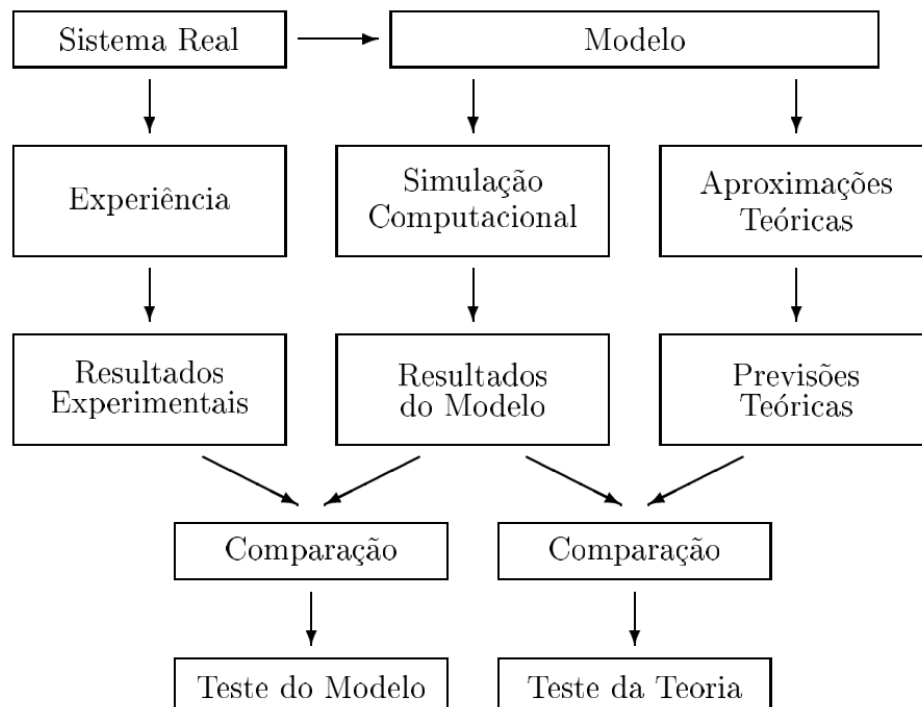 Sistema Real
Modelo
Experiência
Simulação
Computacional
Aproximações
Teóricas
Resultados
Experimentais
Resultados
do Modelo
Previsões
Teóricas
Comparação
Comparação
Teste do Modelo
Teste da Teoria